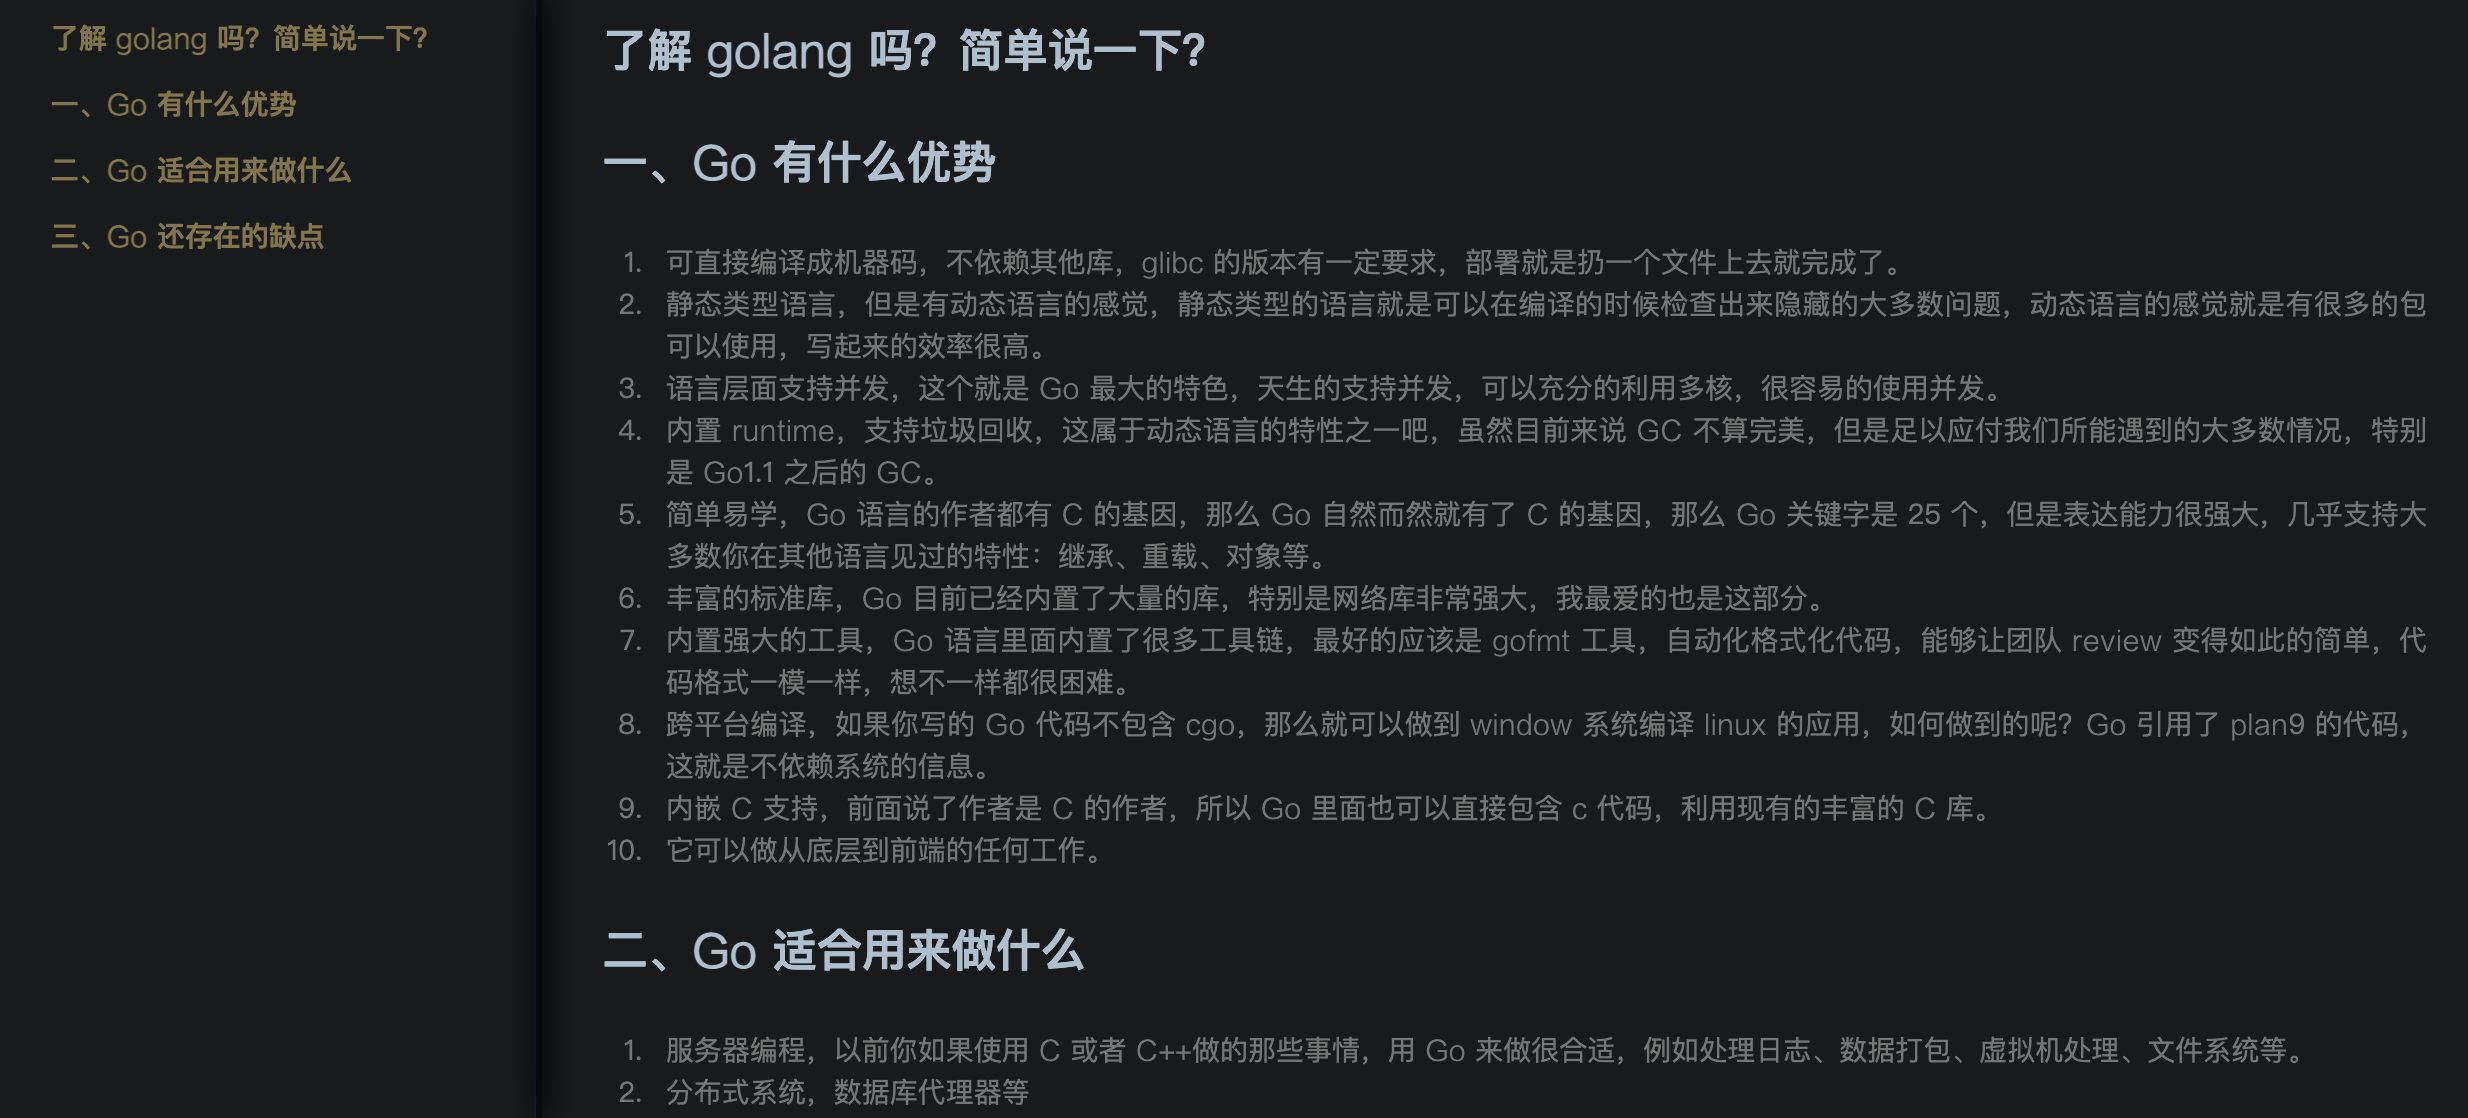 了解 golang 吗？简单说一下？
一、Go 有什么优势
二、Go 适合用来做什么
三、Go 还存在的缺点
了解 golang 吗？简单说一下？
一、Go 有什么优势
1. 可直接编译成机器码，不依赖其他库，glibc 的版本有一定要求，部署就是扔一个文件上去就完成了。
2. 静态类型语言，但是有动态语言的感觉，静态类型的语言就是可以在编译的时候检查出来隐藏的大多数问题，动态语言的感觉就是有很多的包
可以使用，写起来的效率很高。
3. 语言层面支持并发，这个就是 Go 最大的特色，天生的支持并发，可以充分的利用多核，很容易的使用并发。
4. 内置 runtime，支持垃圾回收，这属于动态语言的特性之一吧，虽然目前来说 GC 不算完美，但是足以应付我们所能遇到的大多数情况，特别
是 Go1.1 之后的 GC。
5. 简单易学，Go 语言的作者都有 C 的基因，那么 Go 自然而然就有了 C 的基因，那么 Go 关键字是 25 个，但是表达能力很强大，几乎支持大
多数你在其他语言见过的特性：继承、重载、对象等。
6. 丰富的标准库，Go 目前已经内置了大量的库，特别是网络库非常强大，我最爱的也是这部分。
7. 内置强大的工具，Go 语言里面内置了很多工具链，最好的应该是 gofmt 工具，自动化格式化代码，能够让团队 review 变得如此的简单，代
码格式一模一样，想不一样都很困难。
8. 跨平台编译，如果你写的 Go 代码不包含 cgo，那么就可以做到 window 系统编译 linux 的应用，如何做到的呢？Go 引用了 plan9 的代码，
这就是不依赖系统的信息。
9. 内嵌 C 支持，前面说了作者是 C 的作者，所以 Go 里面也可以直接包含 c 代码，利用现有的丰富的 C 库。
10. 它可以做从底层到前端的任何工作。
二、Go 适合用来做什么
1. 服务器编程，以前你如果使用 C 或者 C++做的那些事情，用 Go 来做很合适，例如处理日志、数据打包、虚拟机处理、文件系统等。
2. 分布式系统，数据库代理器等